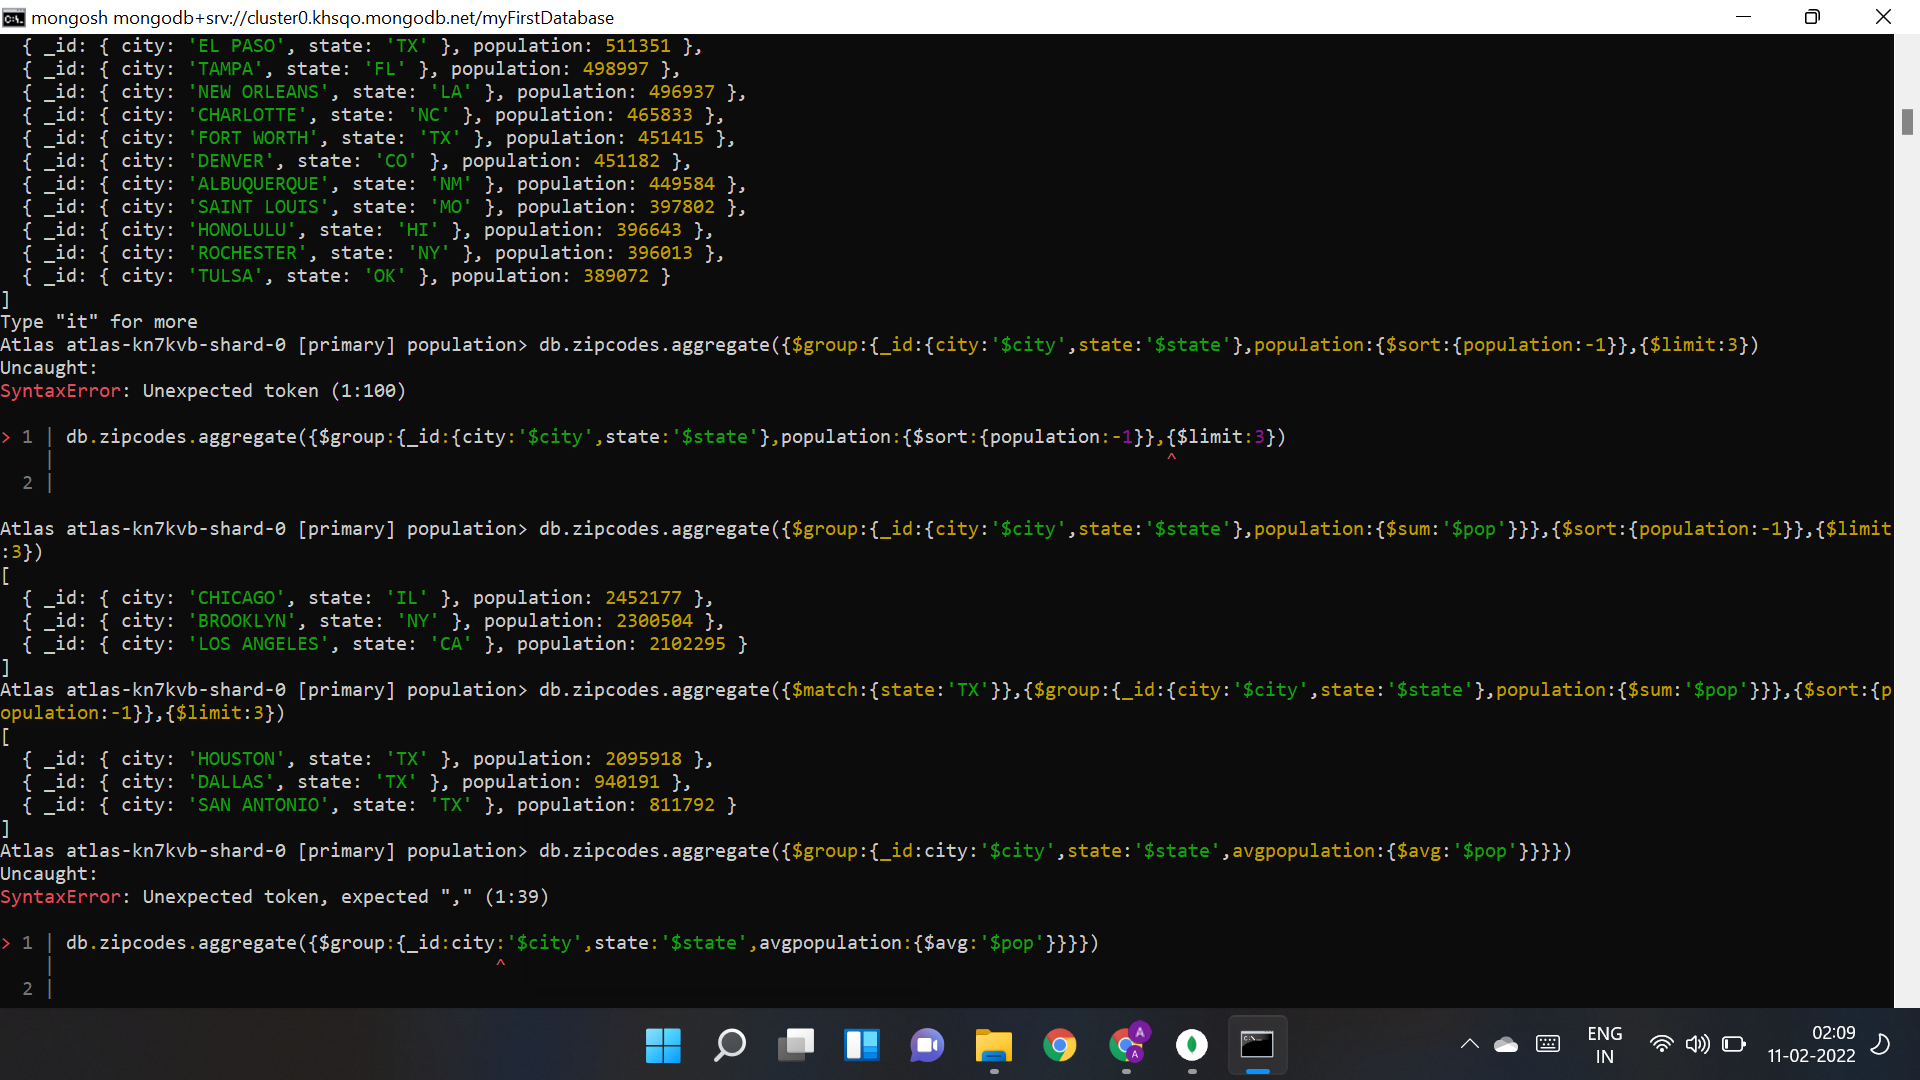 mongosh mongodb+srv://cluster0.khsqo.mongodb.net/myFirstDatabase
{ _id: { city: 'EL PASO', state: 'TX' }, population: 511351 },
{ _id: { city: 'TAMPA', state: 'FL' }, population: 498997 },
{ _id: { city: 'NEW ORLEANS', state: 'LA' }, population: 496937 },
{ _id: { city: 'CHARLOTTE', state: 'NC' }, population: 465833 },
{ _id: { city: 'FORT WORTH', state: 'TX' }, population: 451415 },
{ _id: { city: 'DENVER', state: 'CO' }, population: 451182 },
{ _id: { city: 'ALBUQUERQUE', state: 'NM' }, population: 449584 },
{ _id: { city: 'SAINT LOUIS', state: 'MO' }, population: 397802 },
{ _id: { city: 'HONOLULU', state: 'HI' }, population: 396643 },
{ _id: { city: 'ROCHESTER', state: 'NY' }, population: 396013 },
{ _id: { city: 'TULSA', state: 'OK' }, population: 389072 }
]
Type "it" for more
Atlas atlas-kn7kvb-shard-0 [primary] population> db.zipcodes.aggregate({$group:{_id:{city:'$city',state:'$state'},population:{$sort:{population:-1}},{$limit:3})
Uncaught:
SyntaxError: Unexpected token (1:100)
> 1 | db.zipcodes.aggregate({$group:{_id:{city:'$city',state:'$state'},population:{$sort:{population:-1}},{$limit:3})
| ^
2 |
Atlas atlas-kn7kvb-shard-0 [primary] population> db.zipcodes.aggregate({$group:{_id:{city:'$city',state:'$state'},population:{$sum:'$pop'}}},{$sort:{population:-1}},{$limit
:3})
[
{ _id: { city: 'CHICAGO', state: 'IL' }, population: 2452177 },
{ _id: { city: 'BROOKLYN', state: 'NY' }, population: 2300504 },
{ _id: { city: 'LOS ANGELES', state: 'CA' }, population: 2102295 }
]
Atlas atlas-kn7kvb-shard-0 [primary] population> db.zipcodes.aggregate({$match:{state:'TX'}},{$group:{_id:{city:'$city',state:'$state'},population:{$sum:'$pop'}}},{$sort:{p
opulation:-1}},{$limit:3})
[
{ _id: { city: 'HOUSTON', state: 'TX' }, population: 2095918 },
{ _id: { city: 'DALLAS', state: 'TX' }, population: 940191 },
{ _id: { city: 'SAN ANTONIO', state: 'TX' }, population: 811792 }
]
Atlas atlas-kn7kvb-shard-0 [primary] population> db.zipcodes.aggregate({$group:{_id:city:'$city',state:'$state',avgpopulation:{$avg:'$pop'}}}})
Uncaught:
SyntaxError: Unexpected token, expected "," (1:39)
> 1 | db.zipcodes.aggregate({$group:{_id:city:'$city',state:'$state',avgpopulation:{$avg:'$pop'}}}})
| ^
2 |
ENG
IN
02:09
11-02-2022